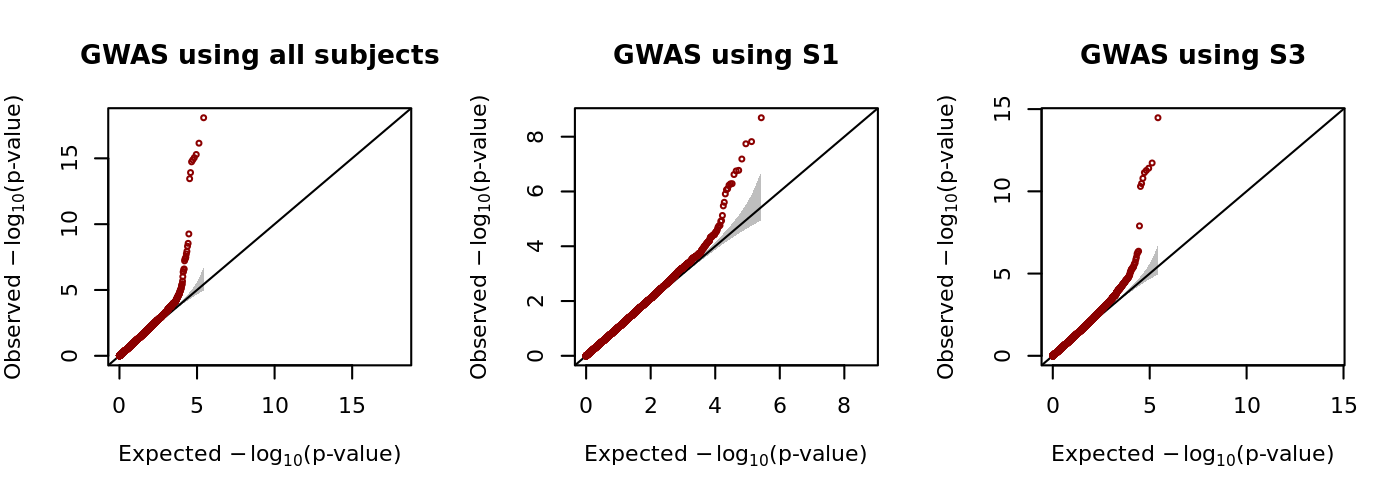 GWAS using all subjects
Observed −log10(p-value)
15
10
5
0
0 5 10 15
Expected −log10(p-value)
GWAS using S1
Observed −log10(p-value)
8
6
4
2
0
0 2 4 6 8
Expected −log10(p-value)
GWAS using S3
Observed −log10(p-value)
15
10
5
0
0 5 10 15
Expected −log10(p-value)